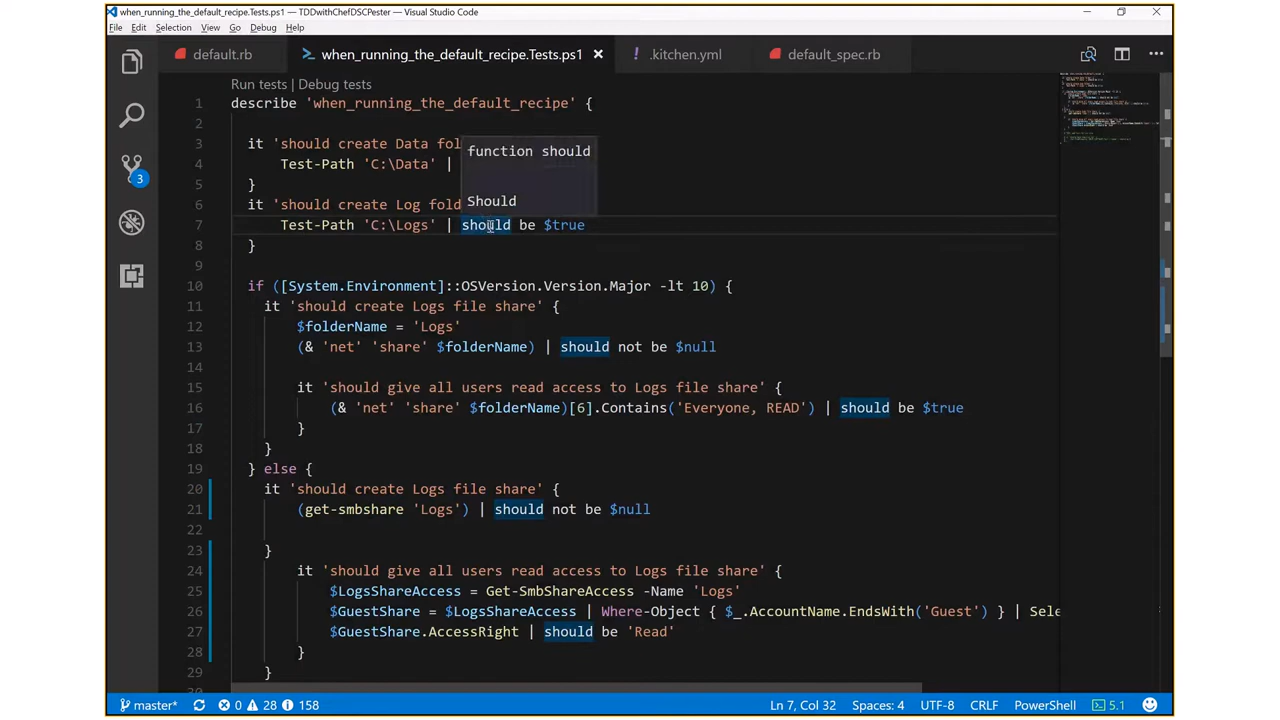 when_running_the_default_recipe.Tests.ps1 - TDDwithChefDSCPester - Visual Studio Code
File Edit Selection View Go Debug Help
default.rb when_running_the_default_recipe.Tests.ps1 .kitchen.yml default_spec.rb
Run tests | Debug tests
1 describe 'when_running_the_default_recipe' {
2
3 it 'should create Data fol
function should
4 Test-Path 'C:\Data' |
5 }
Should
6 it 'should create Log fold
7 Test-Path 'C:\Logs' | should be $true
8 }
9
10 if ([System.Environment]::OSVersion.Version.Major -lt 10) {
11 it 'should create Logs file share' {
12 $folderName = 'Logs'
13 (& 'net' 'share' $folderName) | should not be $null
14
15 it 'should give all users read access to Logs file share' {
16 (& 'net' 'share' $folderName)[6].Contains('Everyone, READ') | should be $true
17 }
18 }
19 } else {
20 it 'should create Logs file share' {
21 (get-smbshare 'Logs') | should not be $null
22
23 }
24 it 'should give all users read access to Logs file share' {
25 $LogsShareAccess = Get-SmbShareAccess -Name 'Logs'
26 $GuestShare = $LogsShareAccess | Where-Object { $_.AccountName.EndsWith('Guest') } | Sele
27 $GuestShare.AccessRight | should be 'Read'
28 }
29 }
3
master* 0 28 158 Ln 7, Col 32 Spaces: 4 UTF-8 CRLF PowerShell 5.1